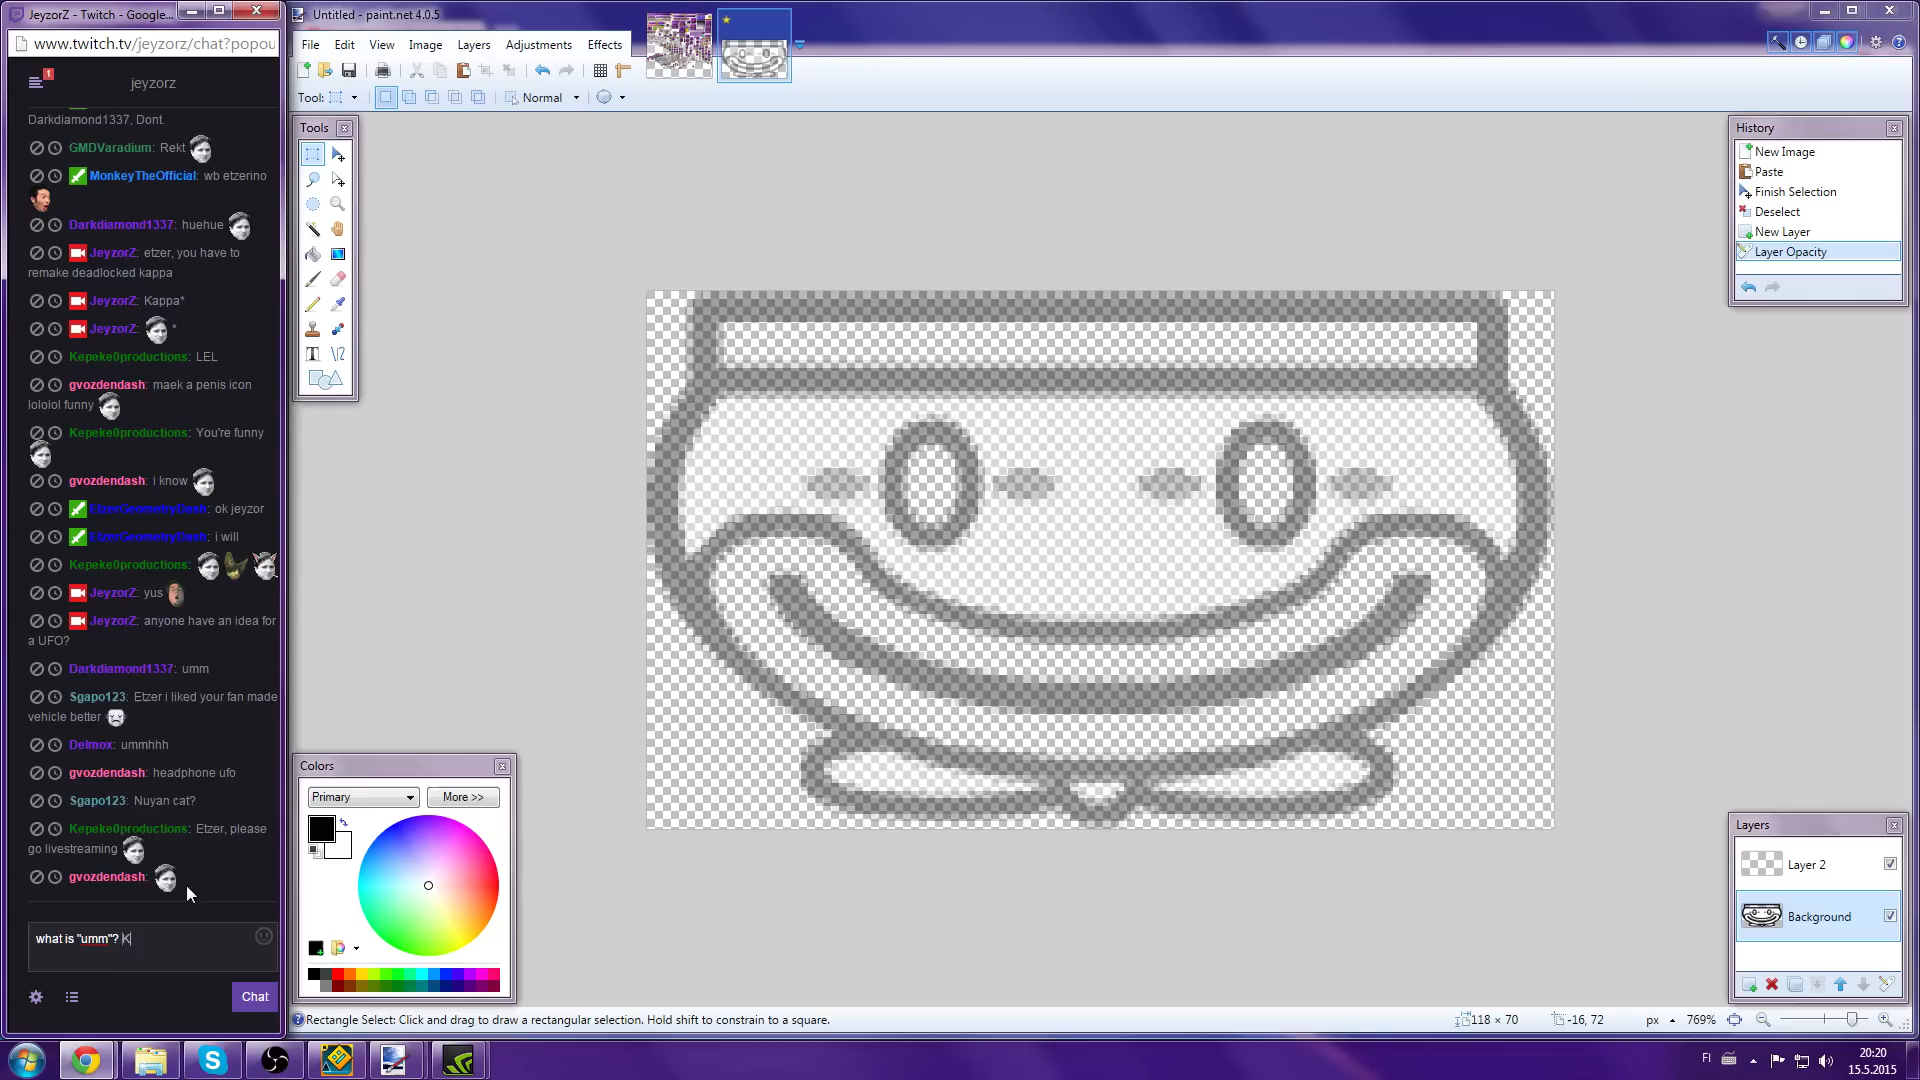 JeyzorZ - Twitch - Google...
www.twitch.tv/jeyzorz/chat?popou
1
jeyzorz
Darkdiamond1337, Dont.
GMDVaradium: Rekt
MonkeyTheOfficial: wb etzerino
Darkdiamond1337: huehue
JeyzorZ: etzer, you have to
remake deadlocked kappa
JeyzorZ: Kappa*
JeyzorZ: *
Kepeke0productions: LEL
gvozdendash: maek a penis icon
lololol funny
Kepeke0productions: You're funny
gvozdendash: i know
EtzerGeometryDash: ok jeyzor
EtzerGeometryDash: i will
Kepeke0productions:
JeyzorZ: yus
JeyzorZ: anyone have an idea for
a UFO?
Darkdiamond1337: umm
Sgapo123: Etzer i liked your fan made
vehicle better
Delmox: ummhhh
gvozdendash: headphone ufo
Sgapo123: Nuyan cat?
Kepeke0productions: Etzer, please
go livestreaming
gvozdendash:
what is "umm"? K
Chat
Untitled - paint.net 4.0.5
File Edit View Image Layers Adjustments Effects
Tool: Normal
Tools
History
New Image
Paste
Finish Selection
Deselect
New Layer
Layer Opacity
Colors
Primary More >>
Layers
Layer 2
Background
Rectangle Select: Click and drag to draw a rectangular selection. Hold shift to constrain to a square.
118 × 70 -16, 72 px 769%
FI
20:20
15.5.2015